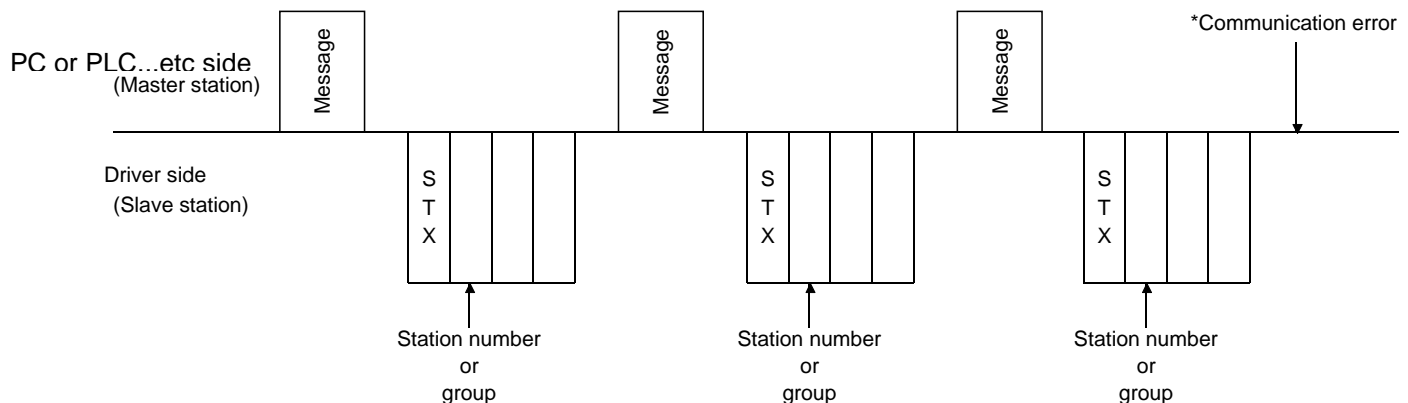 *Communication error
PC or PLC...etc side
(Master station)
Message
Message
Message
Driver side
(Slave station)
S
T
X
S
T
X
S
T
X
Station number
or
group
Station number
or
group
Station number
or
group